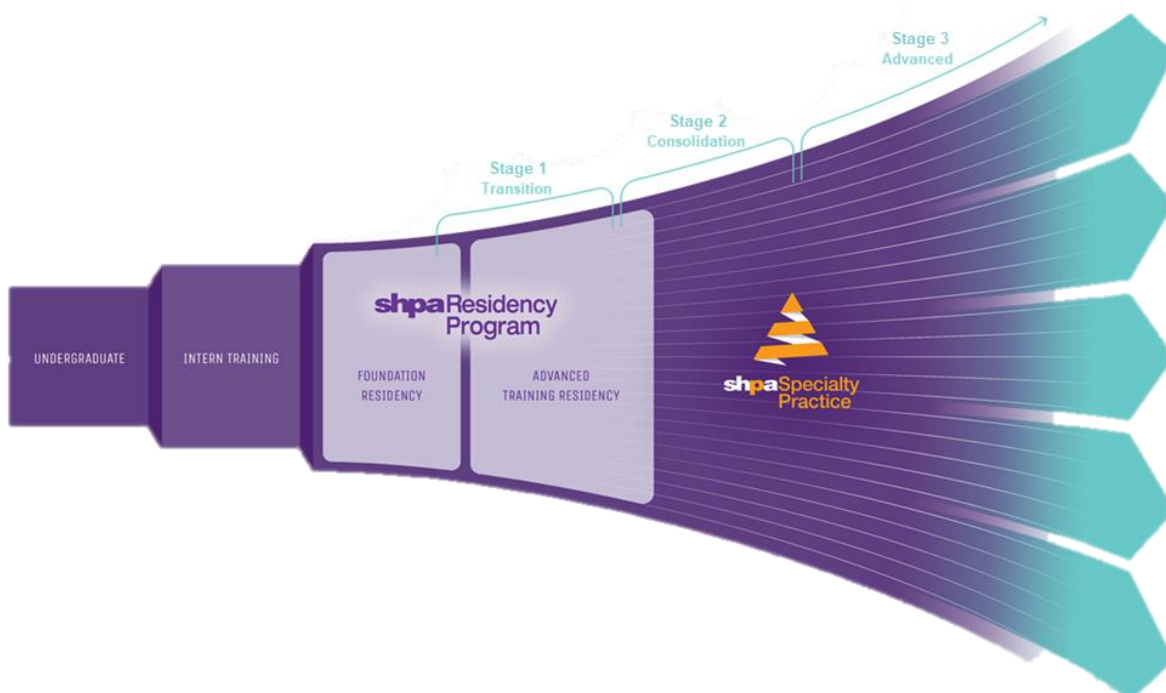 Stage 3
Advanced
Stage 2
Consolidation
Stage 1
Transition
shpaResidency
Program
UNDERGRADUATE
INTERN TRAINING
FOUNDATION
RESIDENCY
ADVANCED
TRAINING RESIDENCY
shpaSpecialty
Practice